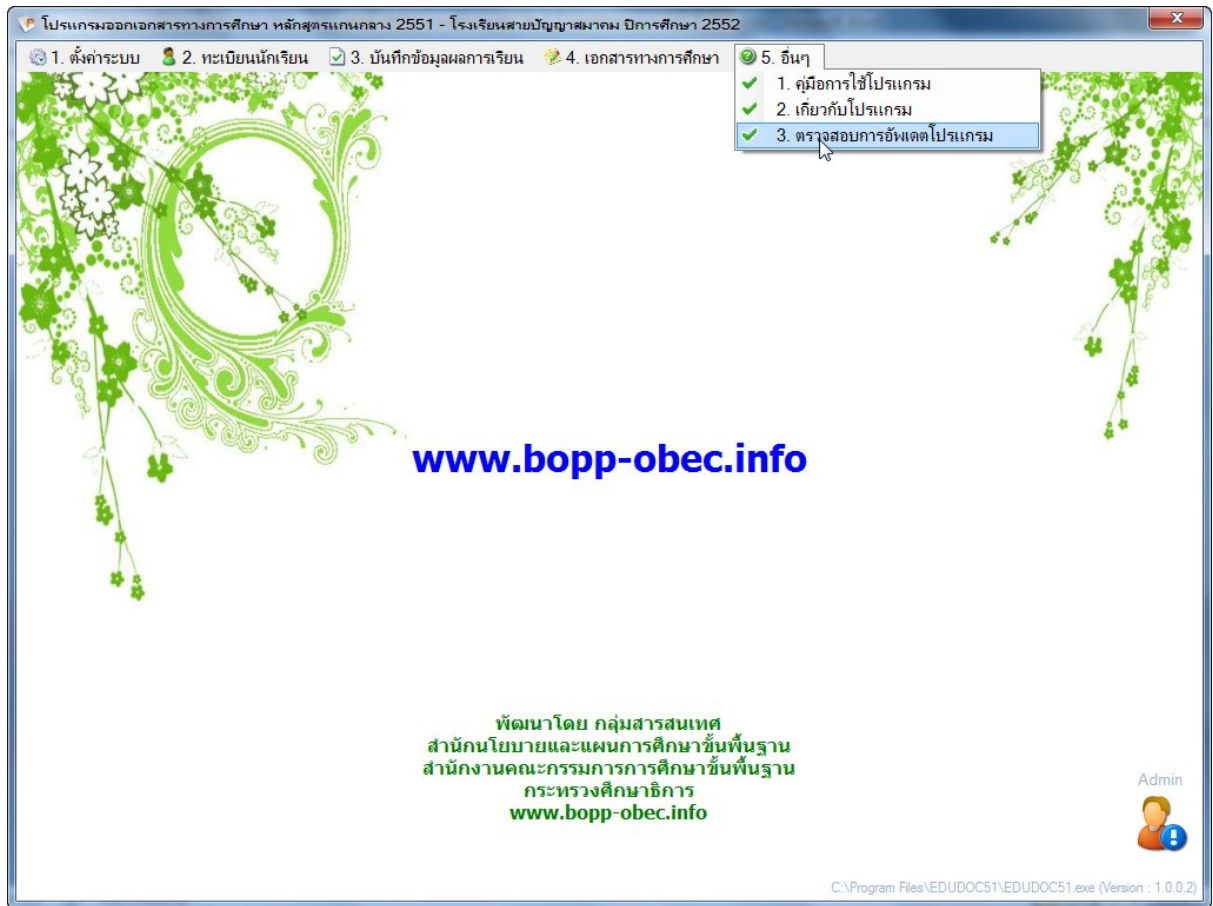 โปรแกรมออกเอกสารทางการศึกษา หลักสูตรแกนกลาง 2551 - โรงเรียนสายปัญญาสมาคม ปีการศึกษา 2552
1. ตั้งค่าระบบ 2. ทะเบียนนักเรียน 3. บันทึกข้อมูลผลการเรียน 4. เอกสารทางการศึกษา 5. อื่นๆ
1. คู่มือการใช้โปรแกรม
2. เกี่ยวกับโปรแกรม
3. ตรวจสอบการอัพเดตโปรแกรม
www.bopp-obec.info
พัฒนาโดย กลุ่มสารสนเทศ
สำนักนโยบายและแผนการศึกษาขั้นพื้นฐาน
สำนักงานคณะกรรมการการศึกษาขั้นพื้นฐาน
กระทรวงศึกษาธิการ
www.bopp-obec.info
Admin
C:\Program Files\EDUDOC51\EDUDOC51.exe (Version : 1.0.0.2)